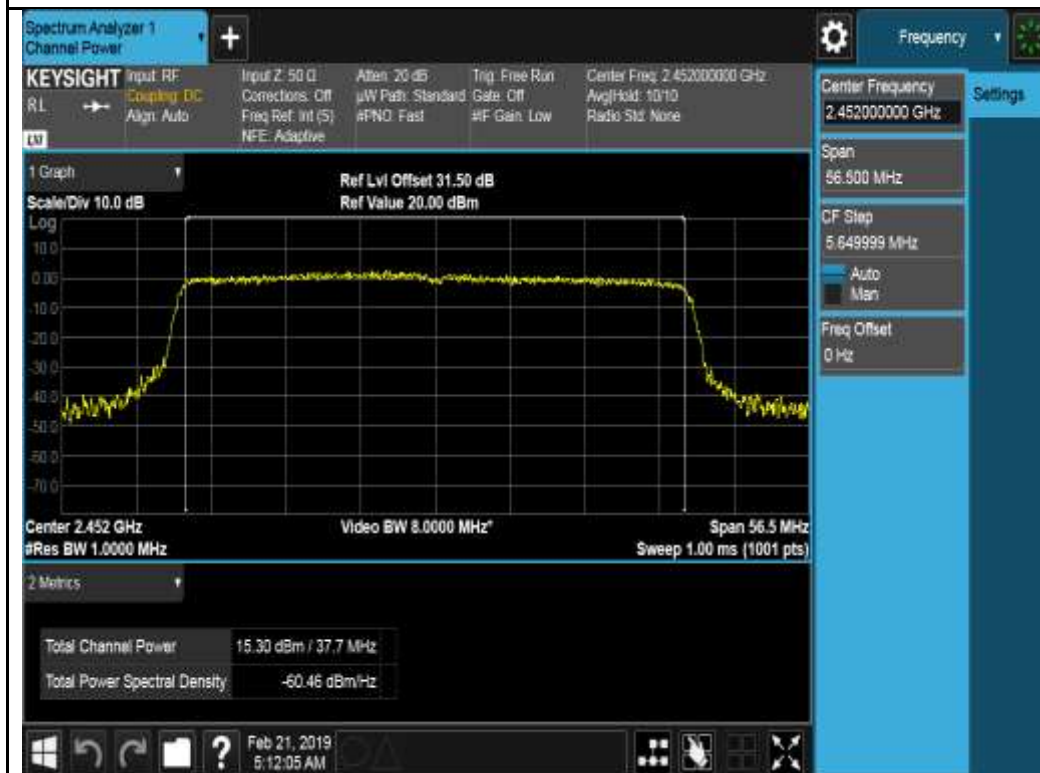 Spectrum Analyzer 1
Channel Power
+
Frequency
KEYSIGHT
Input: RF
Coupling: DC
Align: Auto
RL
LXI
Input Z: 50 Ω
Corrections: Off
Freq Ref: Int (S)
NFE: Adaptive
Atten: 20 dB
µW Path: Standard
#PNO: Fast
Trig: Free Run
Gate: Off
#IF Gain: Low
Center Freq: 2.452000000 GHz
Avg|Hold: 10/10
Radio Std: None
Center Frequency
2.452000000 GHz
Settings
Span
56.500 MHz
CF Step
5.649999 MHz
Auto
Man
Freq Offset
0 Hz
1 Graph
Scale/Div 10.0 dB
Ref Lvl Offset 31.50 dB
Ref Value 20.00 dBm
Log
10.0
0.00
-10.0
-20.0
-30.0
-40.0
-50.0
-60.0
-70.0
Center 2.452 GHz
#Res BW 1.0000 MHz
Video BW 8.0000 MHz*
Span 56.5 MHz
Sweep 1.00 ms (1001 pts)
2 Metrics
Total Channel Power 15.30 dBm / 37.7 MHz
Total Power Spectral Density -60.46 dBm/Hz
?
Feb 21, 2019
5:12:05 AM